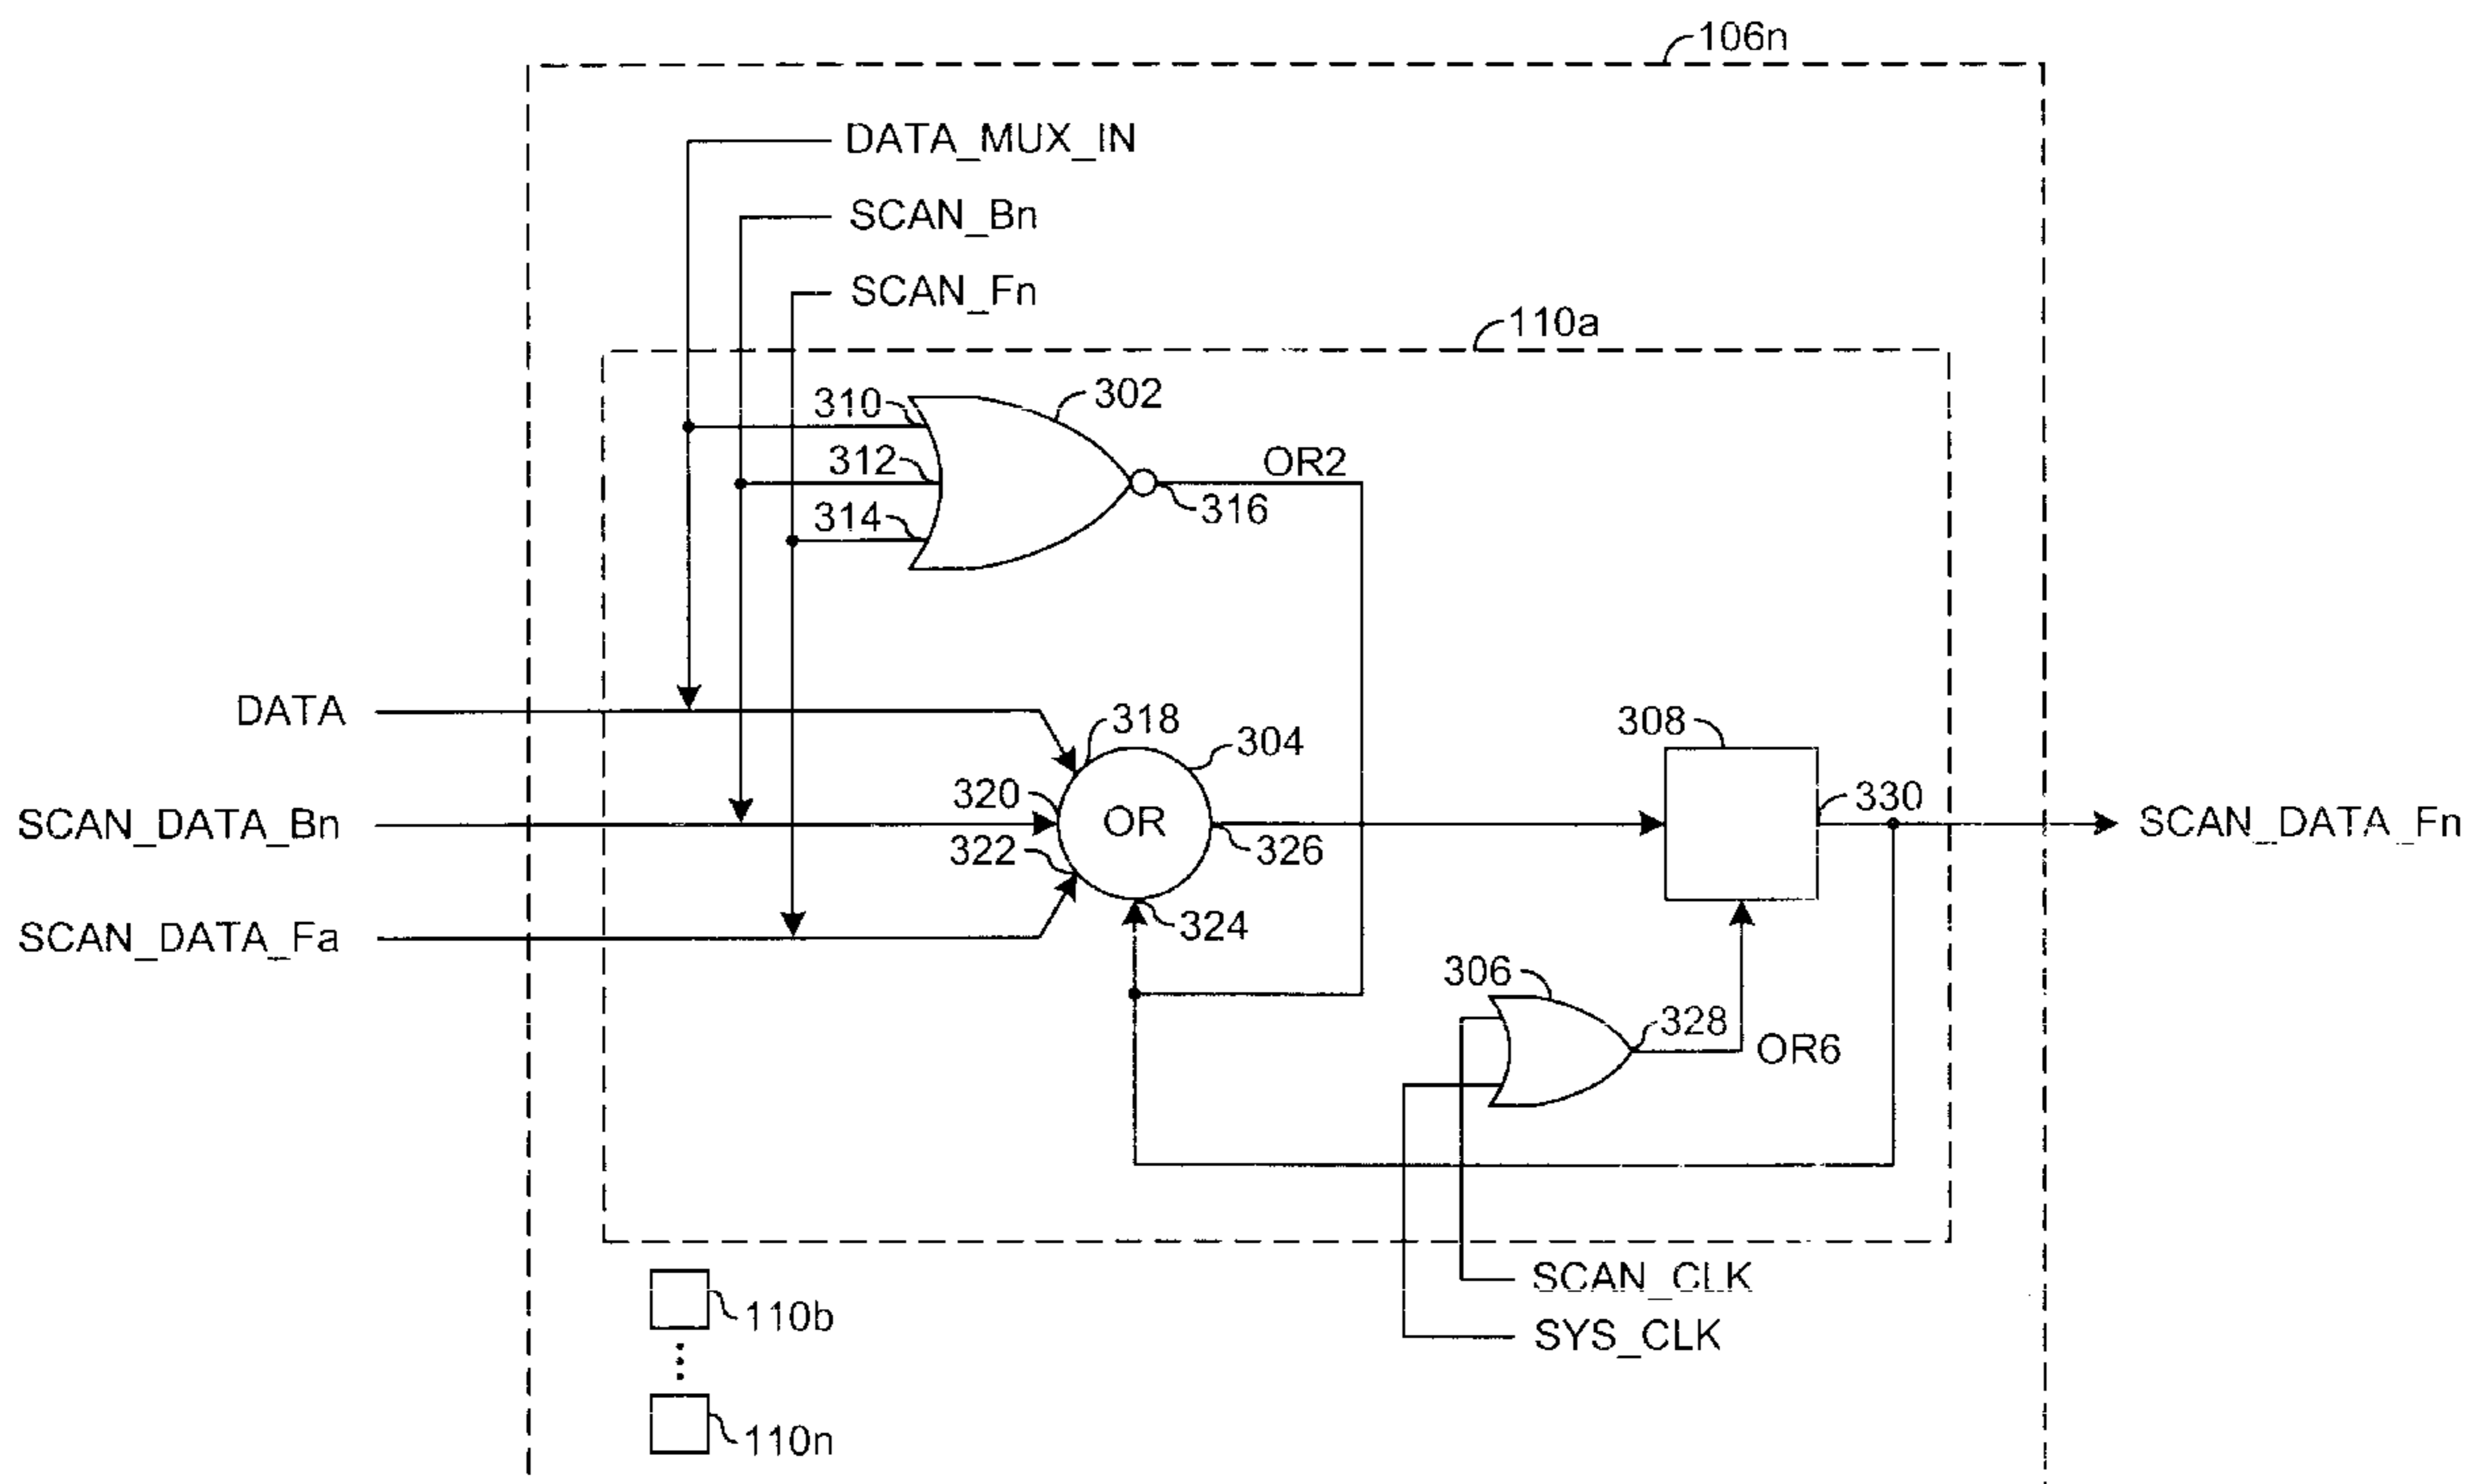 106n
DATA_MUX_IN
SCAN_Bn
SCAN_Fn
110a
310
302
312
OR2
314
316
DATA
318
304
308
320
OR
330
SCAN_DATA_Bn
SCAN_DATA_Fn
322
326
SCAN_DATA_Fa
324
306
328
OR6
SCAN_CLK
110b
SYS_CLK
110n